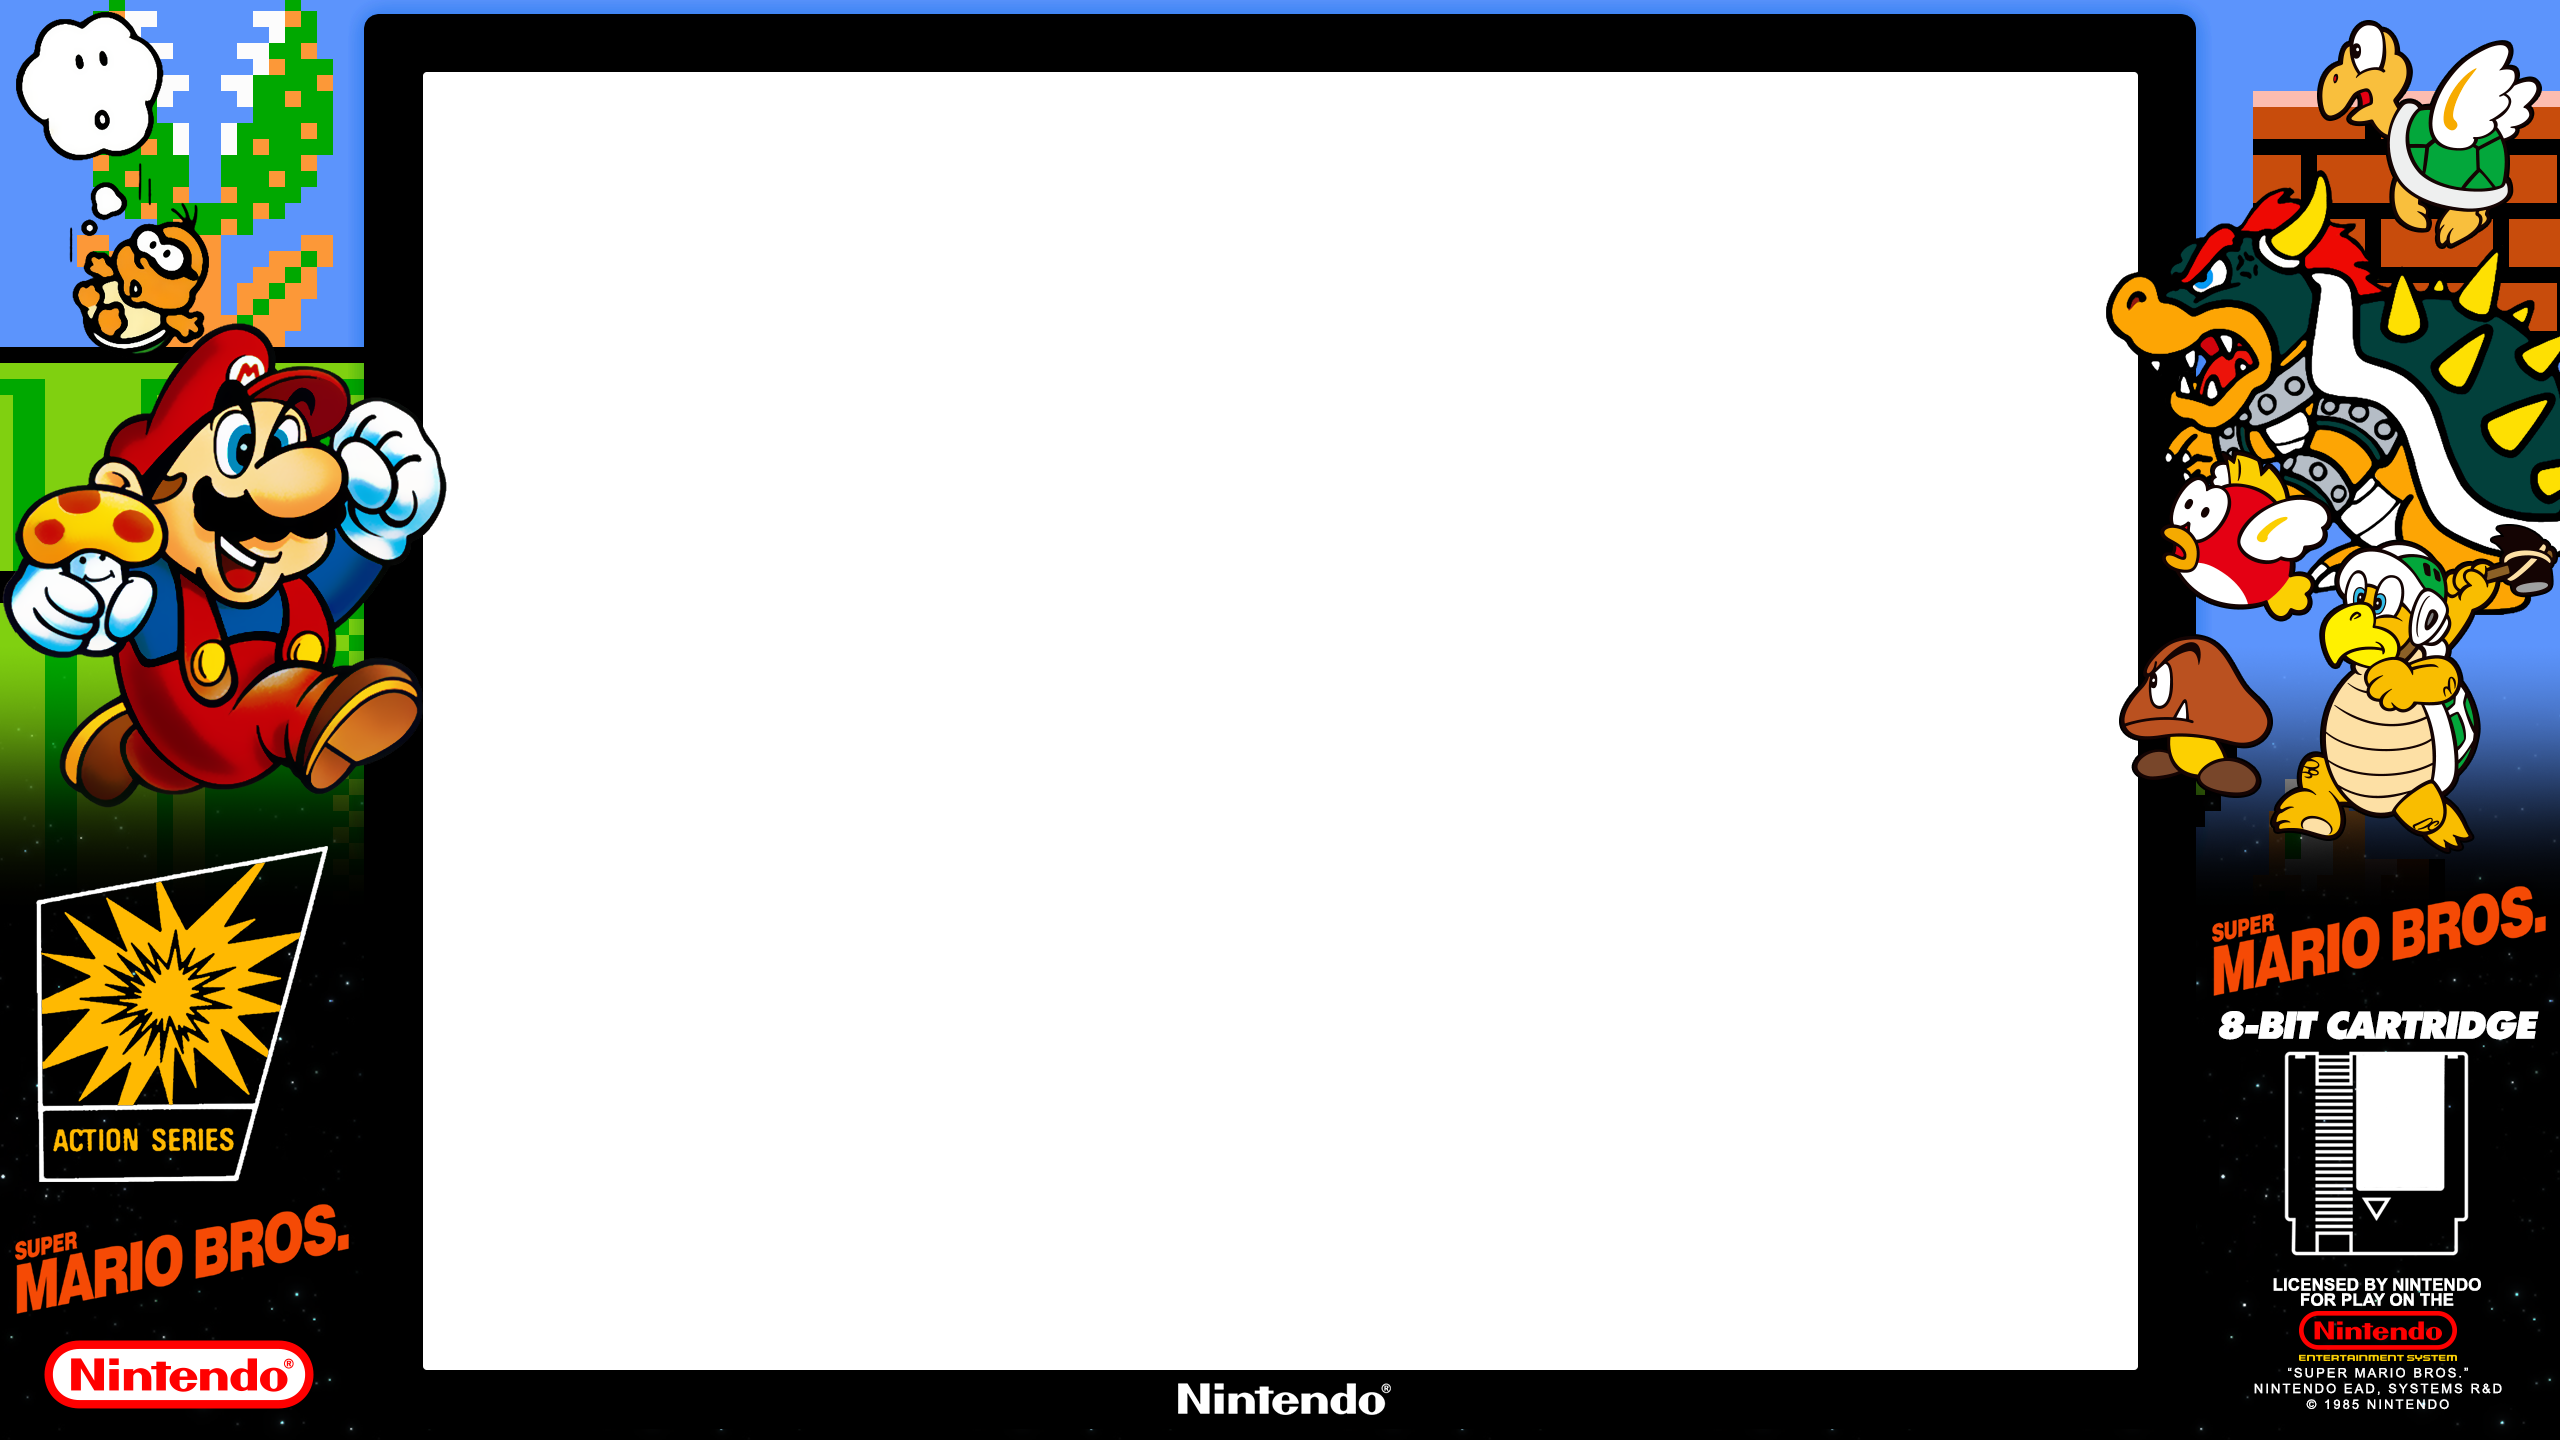 M
ACTION SERIES
SUPER
MARIO BROS.
Nintendo®
Nintendo®
SUPER
MARIO BROS.
8-BIT CARTRIDGE
LICENSED BY NINTENDO
FOR PLAY ON THE
Nintendo
ENTERTAINMENT SYSTEM
“SUPER MARIO BROS.”
NINTENDO EAD, SYSTEMS R&D
© 1985 NINTENDO